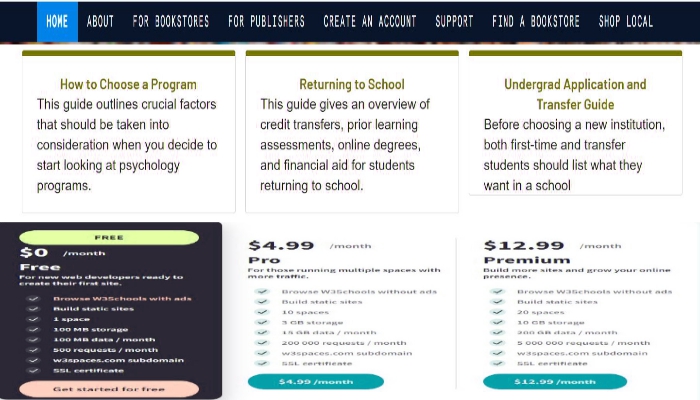 HOME ABOUT FOR BOOKSTORES FOR PUBLISHERS CREATE AN ACCOUNT SUPPORT FIND A BOOKSTORE SHOP LOCAL
How to Choose a Program
This guide outlines crucial factors
that should be taken into
consideration when you decide to
start looking at psychology
programs.
Returning to School
This guide gives an overview of
credit transfers, prior learning
assessments, online degrees,
and financial aid for students
returning to school.
Undergrad Application and
Transfer Guide
Before choosing a new institution,
both first-time and transfer
students should list what they
want in a school
FREE
$0 /month
Free
For new web developers ready to
create their first site.
Browse W3Schools with ads
Build static sites
1 space
100 MB storage
100 MB data / month
500 requests / month
w3spaces.com subdomain
SSL certificate
Get started for free
$4.99 /month
Pro
For those running multiple spaces with
more traffic.
Browse W3Schools without ads
Build static sites
10 spaces
3 GB storage
15 GB data / month
200 000 requests / month
w3spaces.com subdomain
SSL certificate
$4.99 /month
$12.99 /month
Premium
Build more sites and grow your online
presence.
Browse W3Schools without ads
Build static sites
20 spaces
10 GB storage
200 GB data / month
5 000 000 requests / month
w3spaces.com subdomain
SSL certificate
$12.99 /month